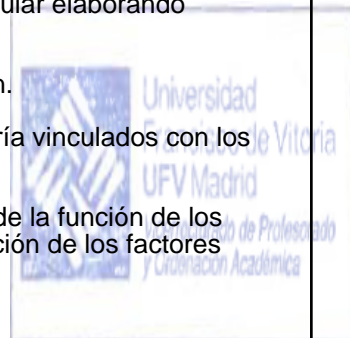 ular elaborando
n.
Universidad
ría vinculados con los
Francisco de Vitoria
UFV Madrid
de la función de los
Vicerrectorado de Profesorado
ción de los factores
y Ordenación Académica